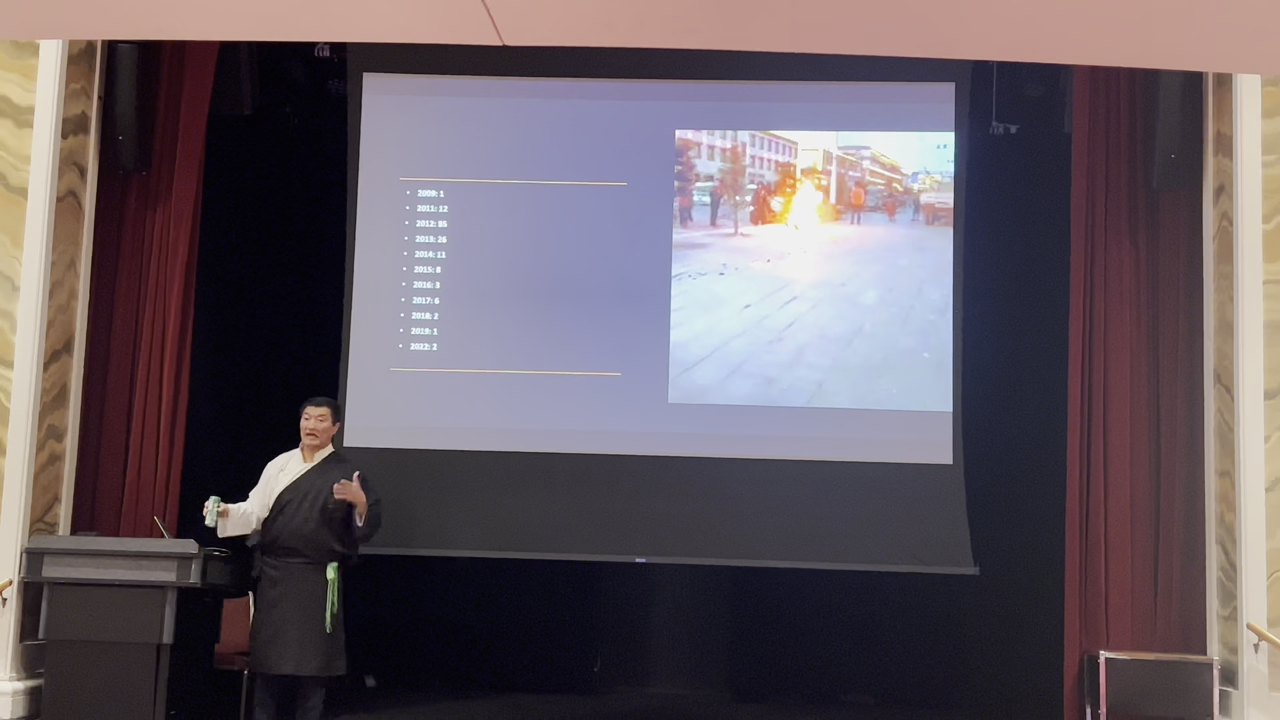 • 2009: 1
• 2011: 12
• 2012: 85
• 2013: 26
• 2014: 11
• 2015: 8
• 2016: 3
• 2017: 6
• 2018: 2
• 2019: 1
• 2022: 2